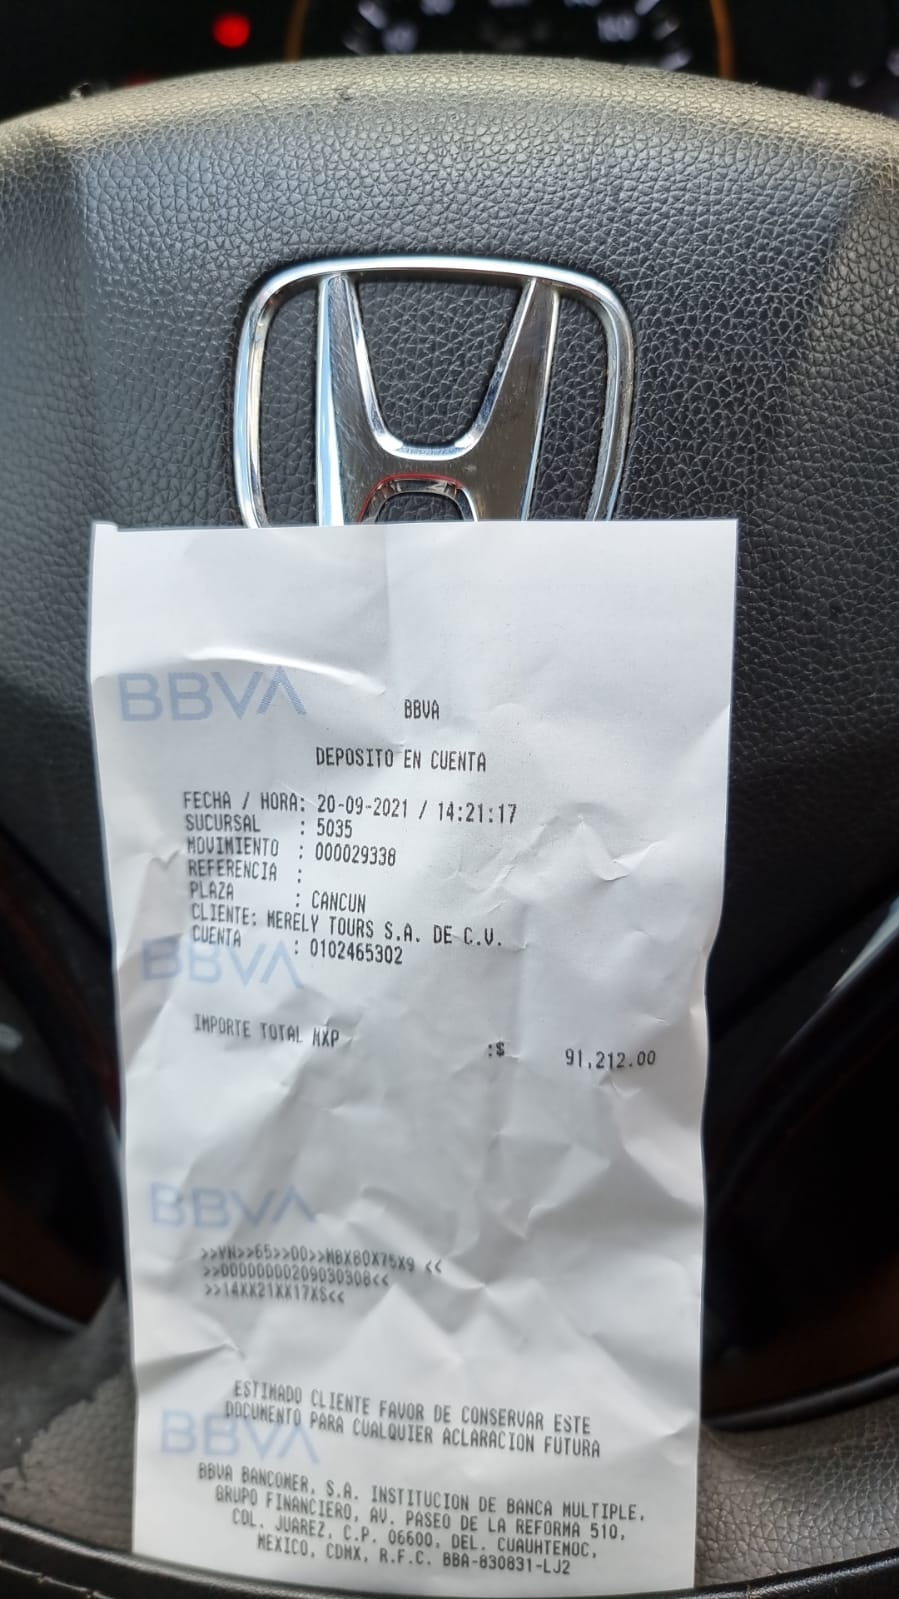 BBVA
BBVA
DEPOSITO EN CUENTA
FECHA / HORA: 20-09-2021 / 14:21:17
SUCURSAL : 5035
MOVIMIENTO : 000029338
REFERENCIA :
PLAZA : CANCUN
CLIENTE: MERELY TOURS S.A. DE C.V.
CUENTA : 0102465302
BBVA
IMPORTE TOTAL MXP :$ 91,212.00
BBVA
>>VN>>65>>00>>MBX80X75X9 <<
>>00000000209030308<<
>>14XX21XX17XS<<
ESTIMADO CLIENTE FAVOR DE CONSERVAR ESTE
DOCUMENTO PARA CUALQUIER ACLARACION FUTURA
BBVA
BBVA BANCOMER, S.A. INSTITUCION DE BANCA MULTIPLE,
GRUPO FINANCIERO, AV. PASEO DE LA REFORMA 510,
COL. JUAREZ, C.P. 06600, DEL. CUAUHTEMOC,
MEXICO, CDMX, R.F.C. BBA-830831-LJ2